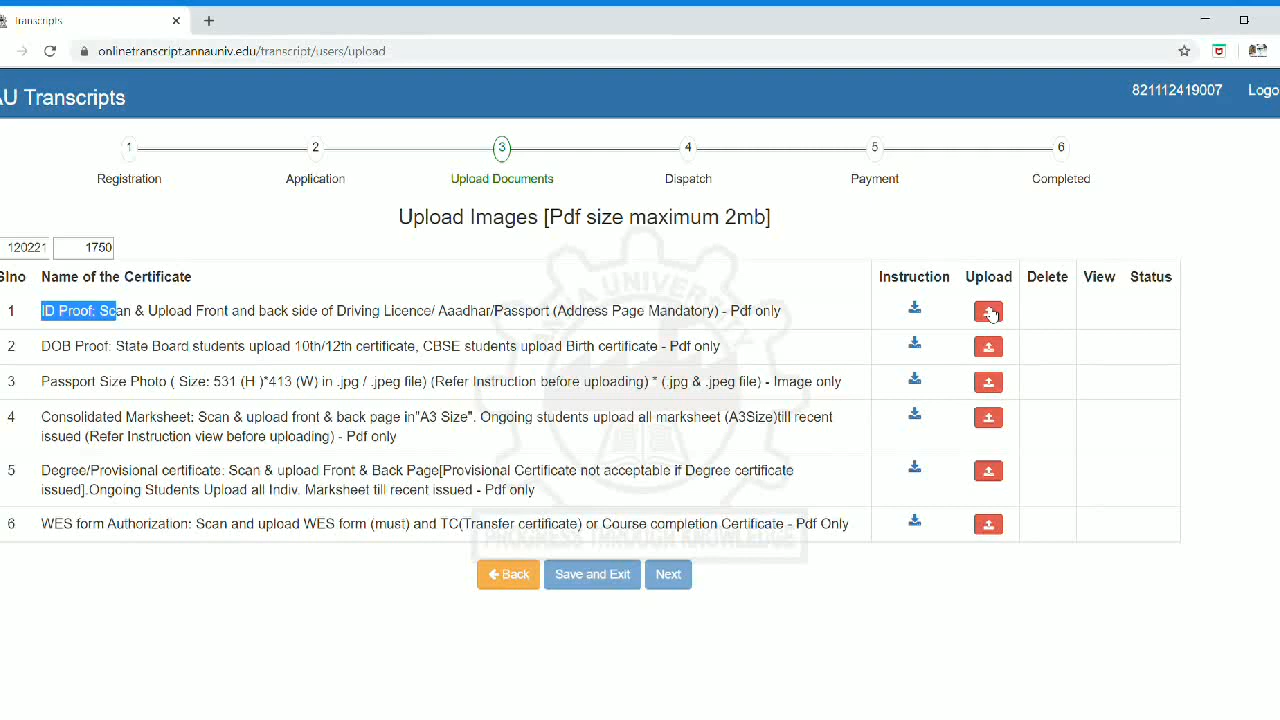 Transcripts
onlinetranscript.annauniv.edu/transcript/users/upload
AU Transcripts
821112419007
Logo
1
2
3
4
5
6
Registration
Application
Upload Documents
Dispatch
Payment
Completed
Upload Images [Pdf size maximum 2mb]
120221
1750
Slno
Name of the Certificate
Instruction
Upload
Delete
View
Status
1
ID Proof: Scan & Upload Front and back side of Driving Licence/ Aaadhar/Passport (Address Page Mandatory) - Pdf only
2
DOB Proof: State Board students upload 10th/12th certificate, CBSE students upload Birth certificate - Pdf only
3
Passport Size Photo ( Size: 531 (H )*413 (W) in .jpg / .jpeg file) (Refer Instruction before uploading) * (.jpg & .jpeg file) - Image only
4
Consolidated Marksheet: Scan & upload front & back page in"A3 Size". Ongoing students upload all marksheet (A3Size)till recent
issued (Refer Instruction view before uploading) - Pdf only
5
Degree/Provisional certificate: Scan & upload Front & Back Page[Provisional Certificate not acceptable if Degree certificate
issued].Ongoing Students Upload all Indiv. Marksheet till recent issued - Pdf only
6
WES form Authorization: Scan and upload WES form (must) and TC(Transfer certificate) or Course completion Certificate - Pdf Only
PROGRESS THROUGH KNOWLEDGE
Back
Save and Exit
Next